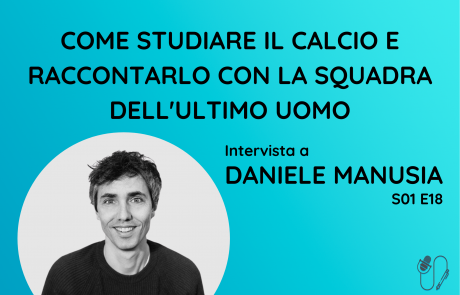 COME STUDIARE IL CALCIO E
RACCONTARLO CON LA SQUADRA
DELL'ULTIMO UOMO
Intervista a
DANIELE MANUSIA
S01 E18